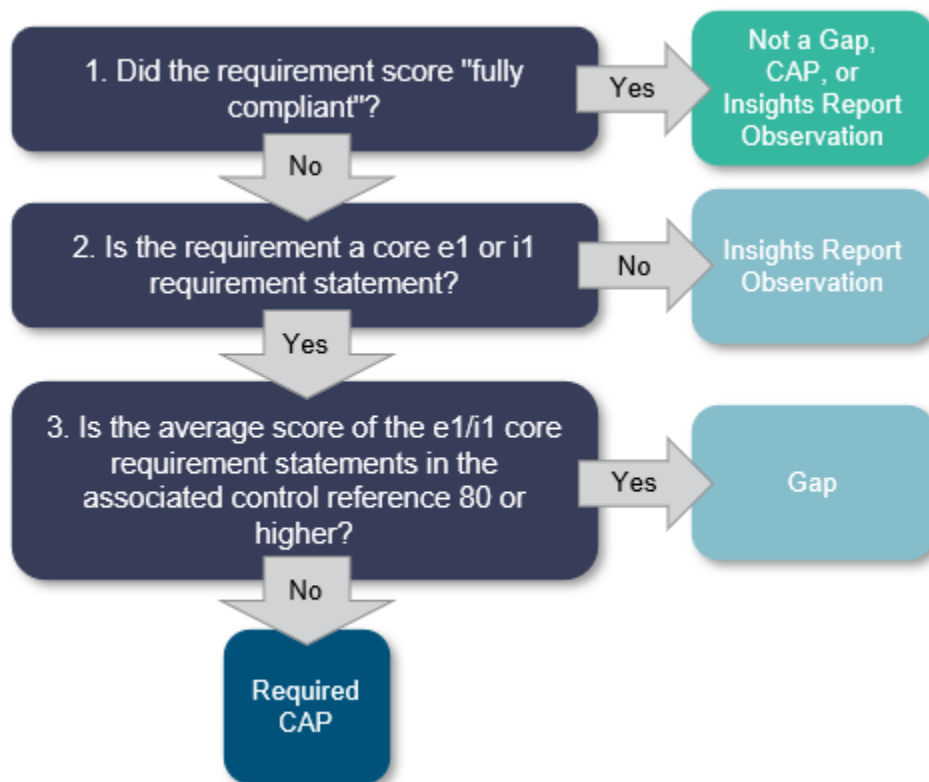 1. Did the requirement score "fully
compliant"?
Yes
Not a Gap,
CAP, or
Insights Report
Observation
No
2. Is the requirement a core e1 or i1
requirement statement?
No
Insights Report
Observation
Yes
3. Is the average score of the e1/i1 core
requirement statements in the
associated control reference 80 or
higher?
Yes
Gap
No
Required
CAP